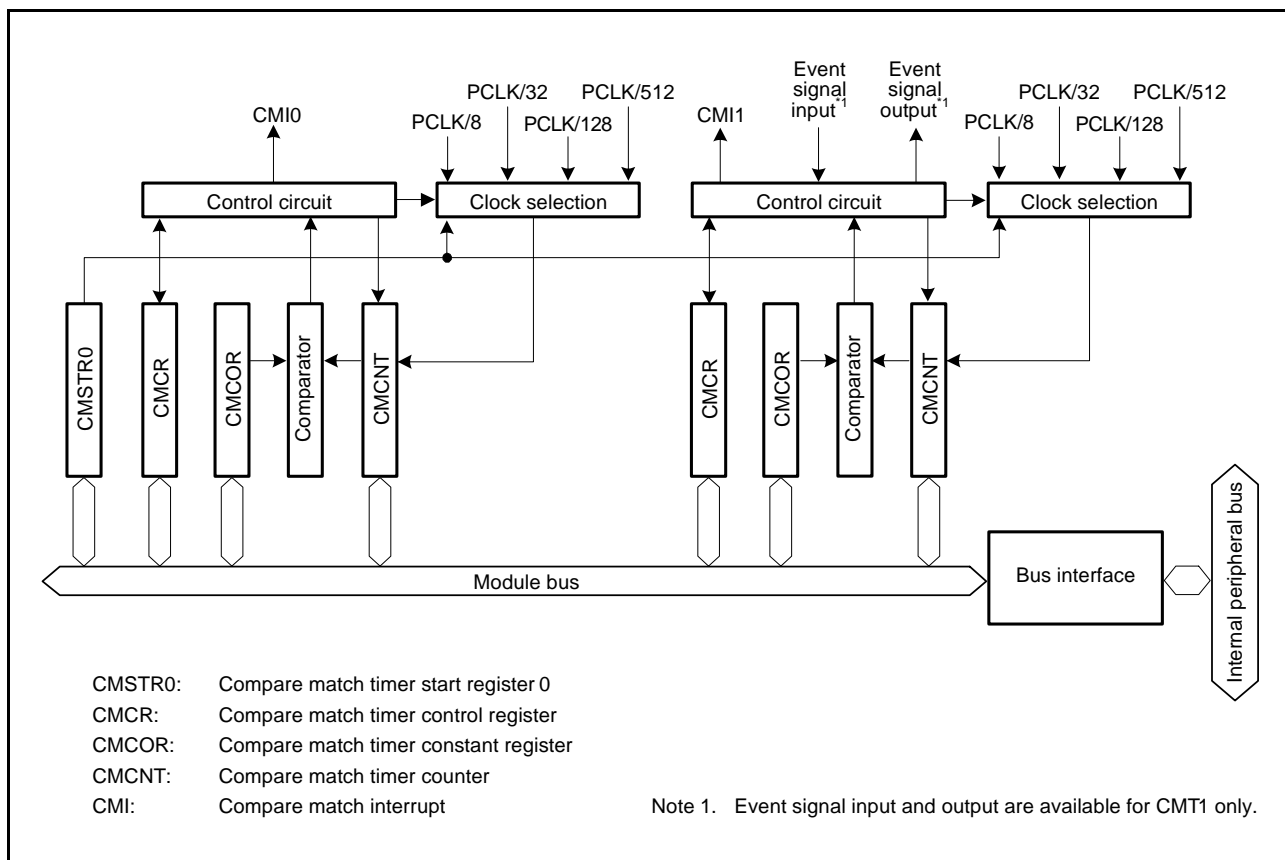 CMI0
PCLK/8
PCLK/32
PCLK/128
PCLK/512
CMI1
Event
signal
input*1
Event
signal
output*1
PCLK/8
PCLK/32
PCLK/128
PCLK/512
Control circuit
Clock selection
Control circuit
Clock selection
CMSTR0
CMCR
CMCOR
Comparator
CMCNT
CMCR
CMCOR
Comparator
CMCNT
Module bus
Bus interface
Internal peripheral bus
CMSTR0: Compare match timer start register 0
CMCR: Compare match timer control register
CMCOR: Compare match timer constant register
CMCNT: Compare match timer counter
CMI: Compare match interrupt
Note 1. Event signal input and output are available for CMT1 only.